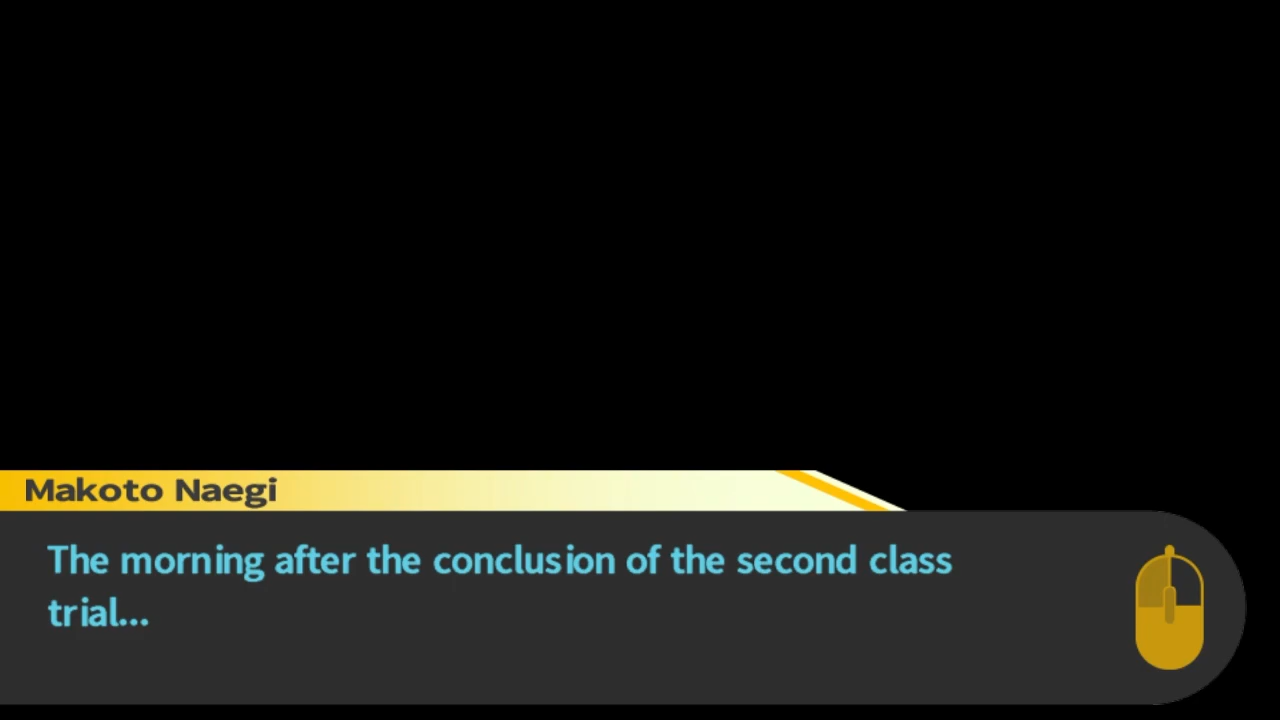 Makoto Naegi
The morning after the conclusion of the second class
trial...